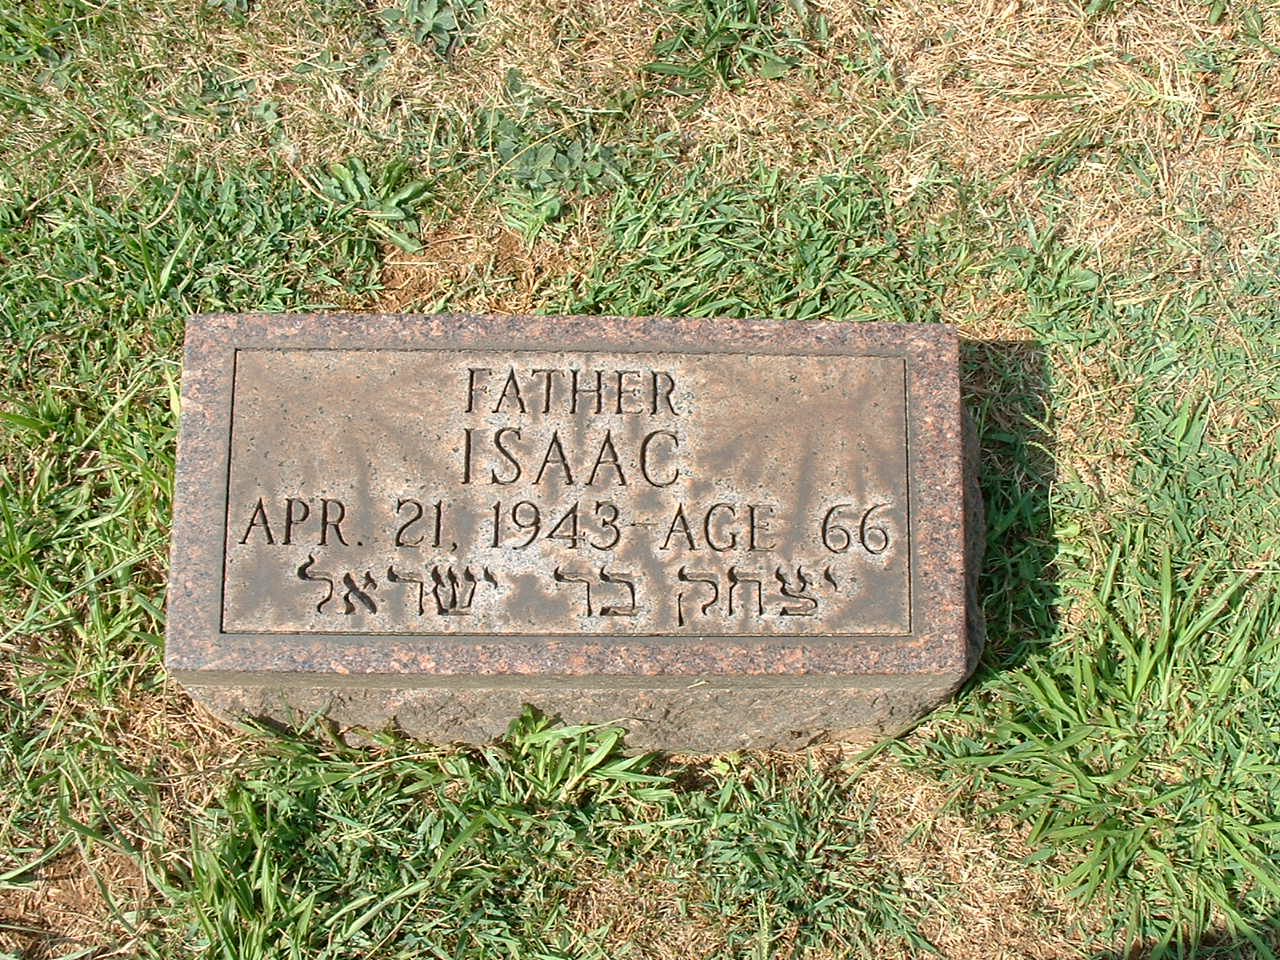 FATHER
ISAAC
APR. 21, 1943-AGE 66
יצחק בר ישראל